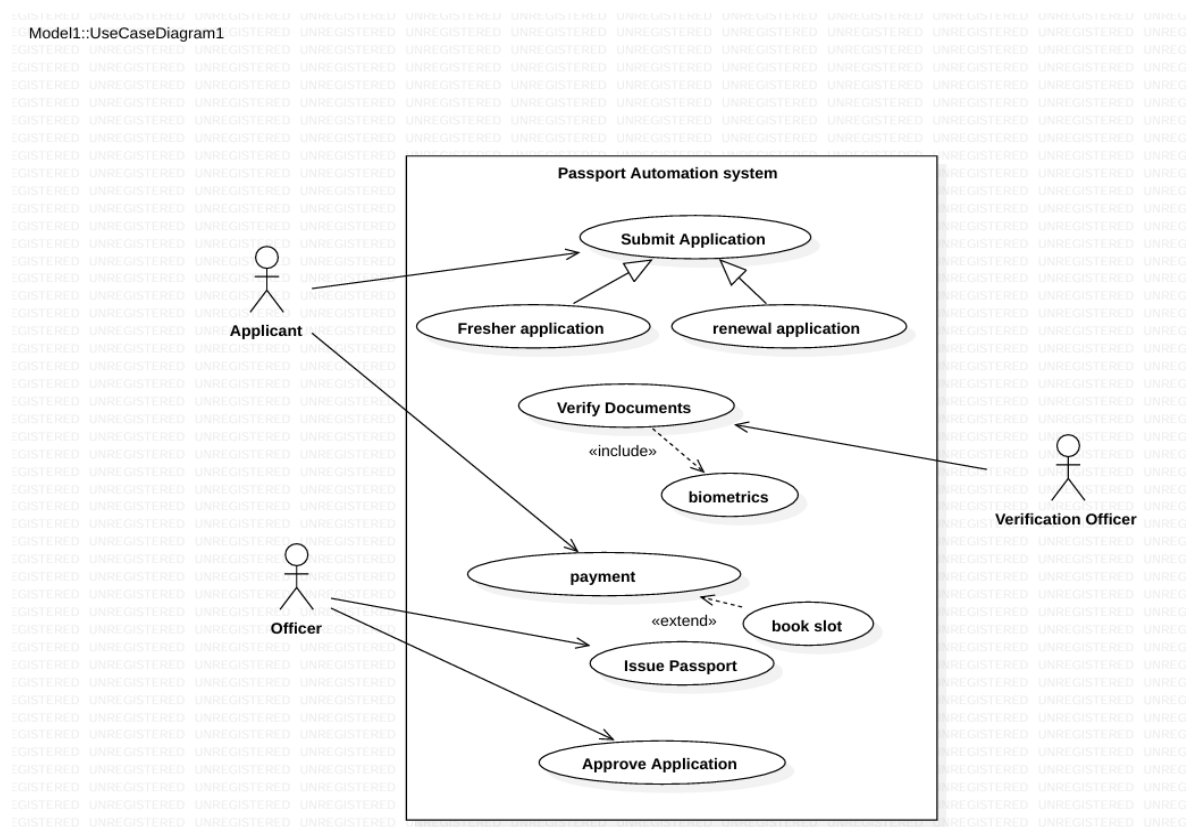 Model1::UseCaseDiagram1
Passport Automation system
Submit Application
Fresher application
renewal application
Applicant
Verify Documents
«include»
biometrics
Verification Officer
payment
«extend»
book slot
Officer
Issue Passport
Approve Application
UNREGISTERED